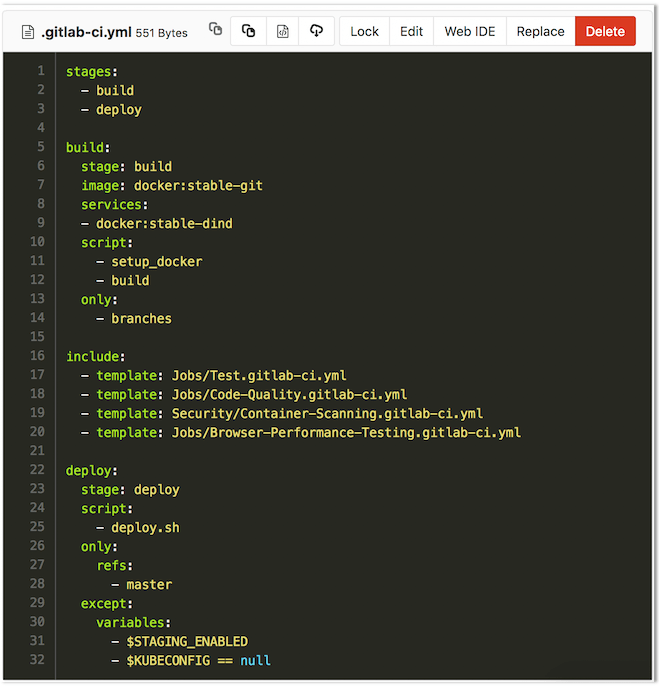 .gitlab-ci.yml 551 Bytes Lock Edit Web IDE Replace Delete
1 stages:
2   - build
3   - deploy
4
5 build:
6   stage: build
7   image: docker:stable-git
8   services:
9   - docker:stable-dind
10   script:
11     - setup_docker
12     - build
13   only:
14     - branches
15
16 include:
17   - template: Jobs/Test.gitlab-ci.yml
18   - template: Jobs/Code-Quality.gitlab-ci.yml
19   - template: Security/Container-Scanning.gitlab-ci.yml
20   - template: Jobs/Browser-Performance-Testing.gitlab-ci.yml
21
22 deploy:
23   stage: deploy
24   script:
25     - deploy.sh
26   only:
27     refs:
28       - master
29   except:
30     variables:
31       - $STAGING_ENABLED
32       - $KUBECONFIG == null